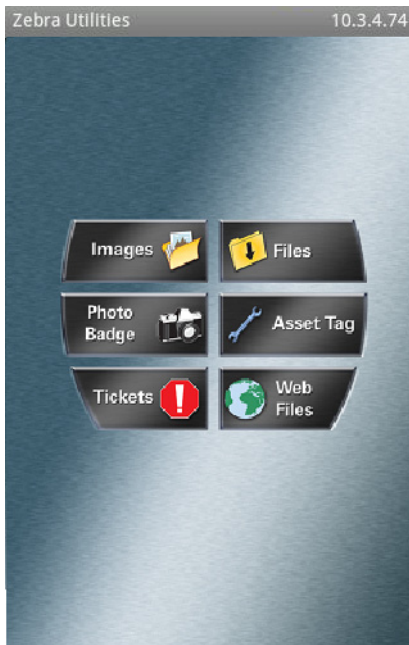 Zebra Utilities 10.3.4.74
Images Files
Photo
Badge
Asset Tag
Tickets
Web
Files